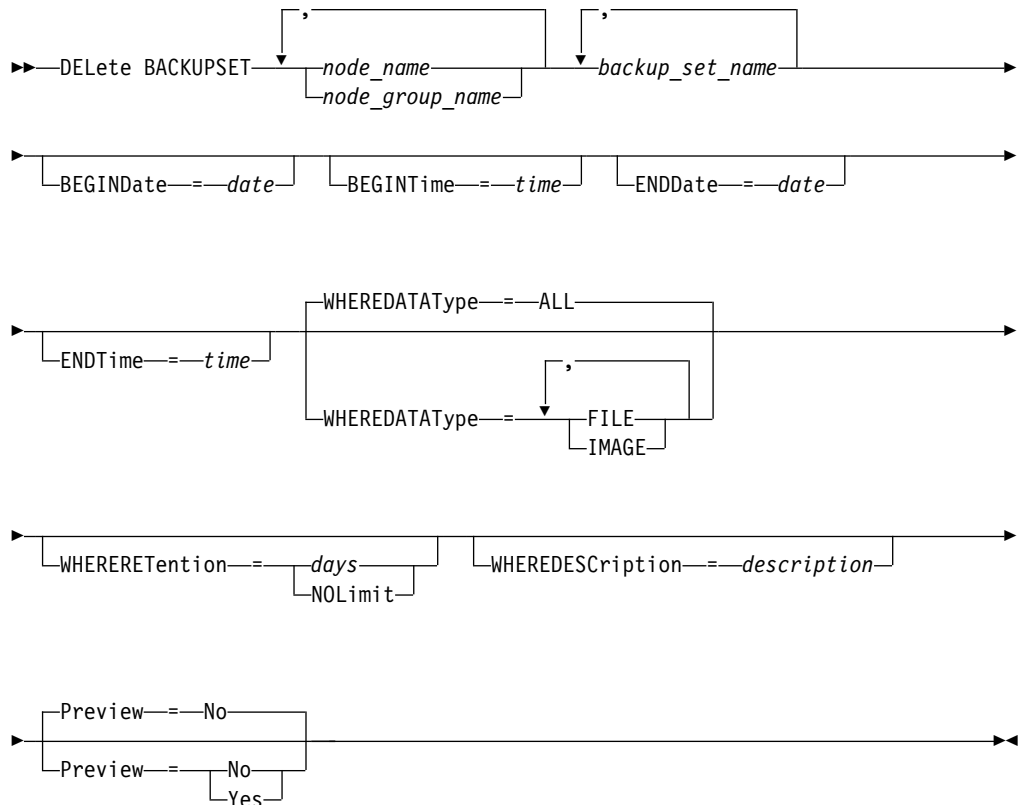 , ,
DELete BACKUPSET node_name backup_set_name
node_group_name
BEGINDate = date BEGINTime = time ENDDate = date
WHEREDATAType = ALL
ENDTime = time
,
WHEREDATAType = FILE
IMAGE
WHERERETention = days WHEREDESCription = description
NOLimit
Preview = No
Preview = No
Yes